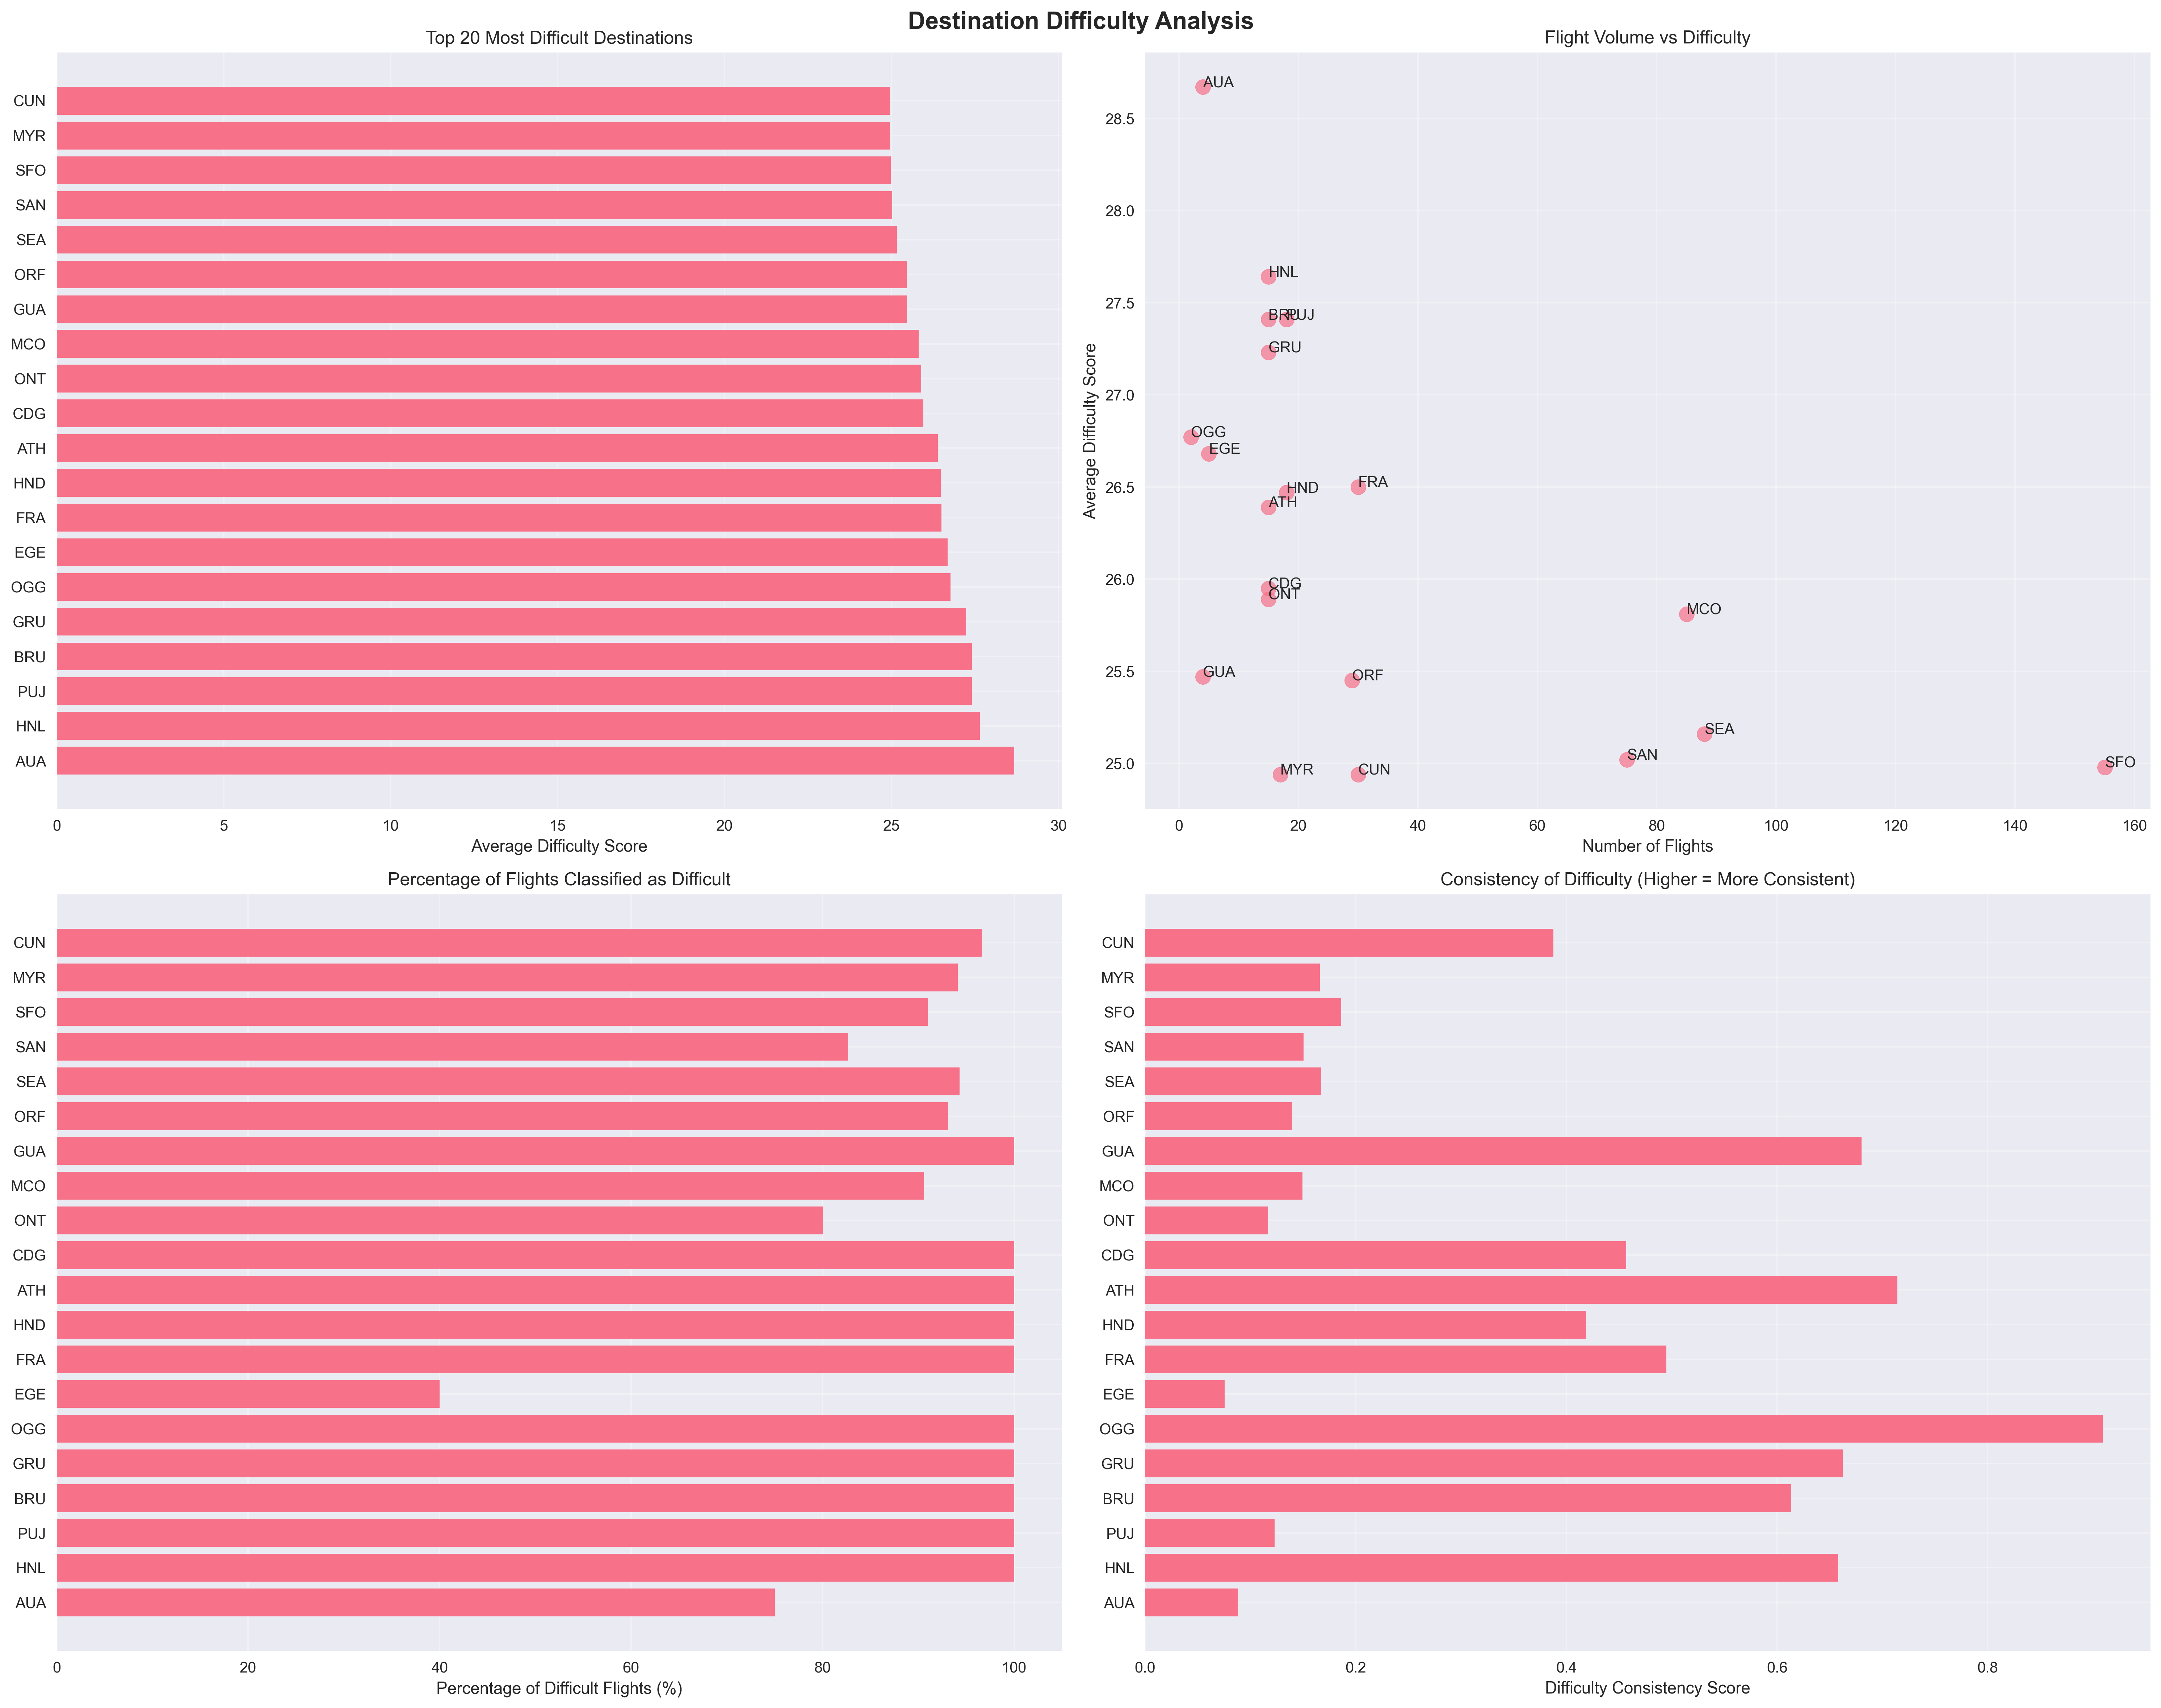 Destination Difficulty Analysis
Top 20 Most Difficult Destinations
CUN
MYR
SFO
SAN
SEA
ORF
GUA
MCO
ONT
CDG
ATH
HND
FRA
EGE
OGG
GRU
BRU
PUJ
HNL
AUA
0 5 10 15 20 25 30
Average Difficulty Score
Flight Volume vs Difficulty
Average Difficulty Score
28.5
28.0
27.5
27.0
26.5
26.0
25.5
25.0
AUA
HNL
BRU PUJ
GRU
OGG
EGE
HND FRA
ATH
CDG
ONT
MCO
GUA ORF
SEA
SAN
SFO
MYR CUN
0 20 40 60 80 100 120 140 160
Number of Flights
Percentage of Flights Classified as Difficult
CUN
MYR
SFO
SAN
SEA
ORF
GUA
MCO
ONT
CDG
ATH
HND
FRA
EGE
OGG
GRU
BRU
PUJ
HNL
AUA
0 20 40 60 80 100
Percentage of Difficult Flights (%)
Consistency of Difficulty (Higher = More Consistent)
CUN
MYR
SFO
SAN
SEA
ORF
GUA
MCO
ONT
CDG
ATH
HND
FRA
EGE
OGG
GRU
BRU
PUJ
HNL
AUA
0.0 0.2 0.4 0.6 0.8
Difficulty Consistency Score